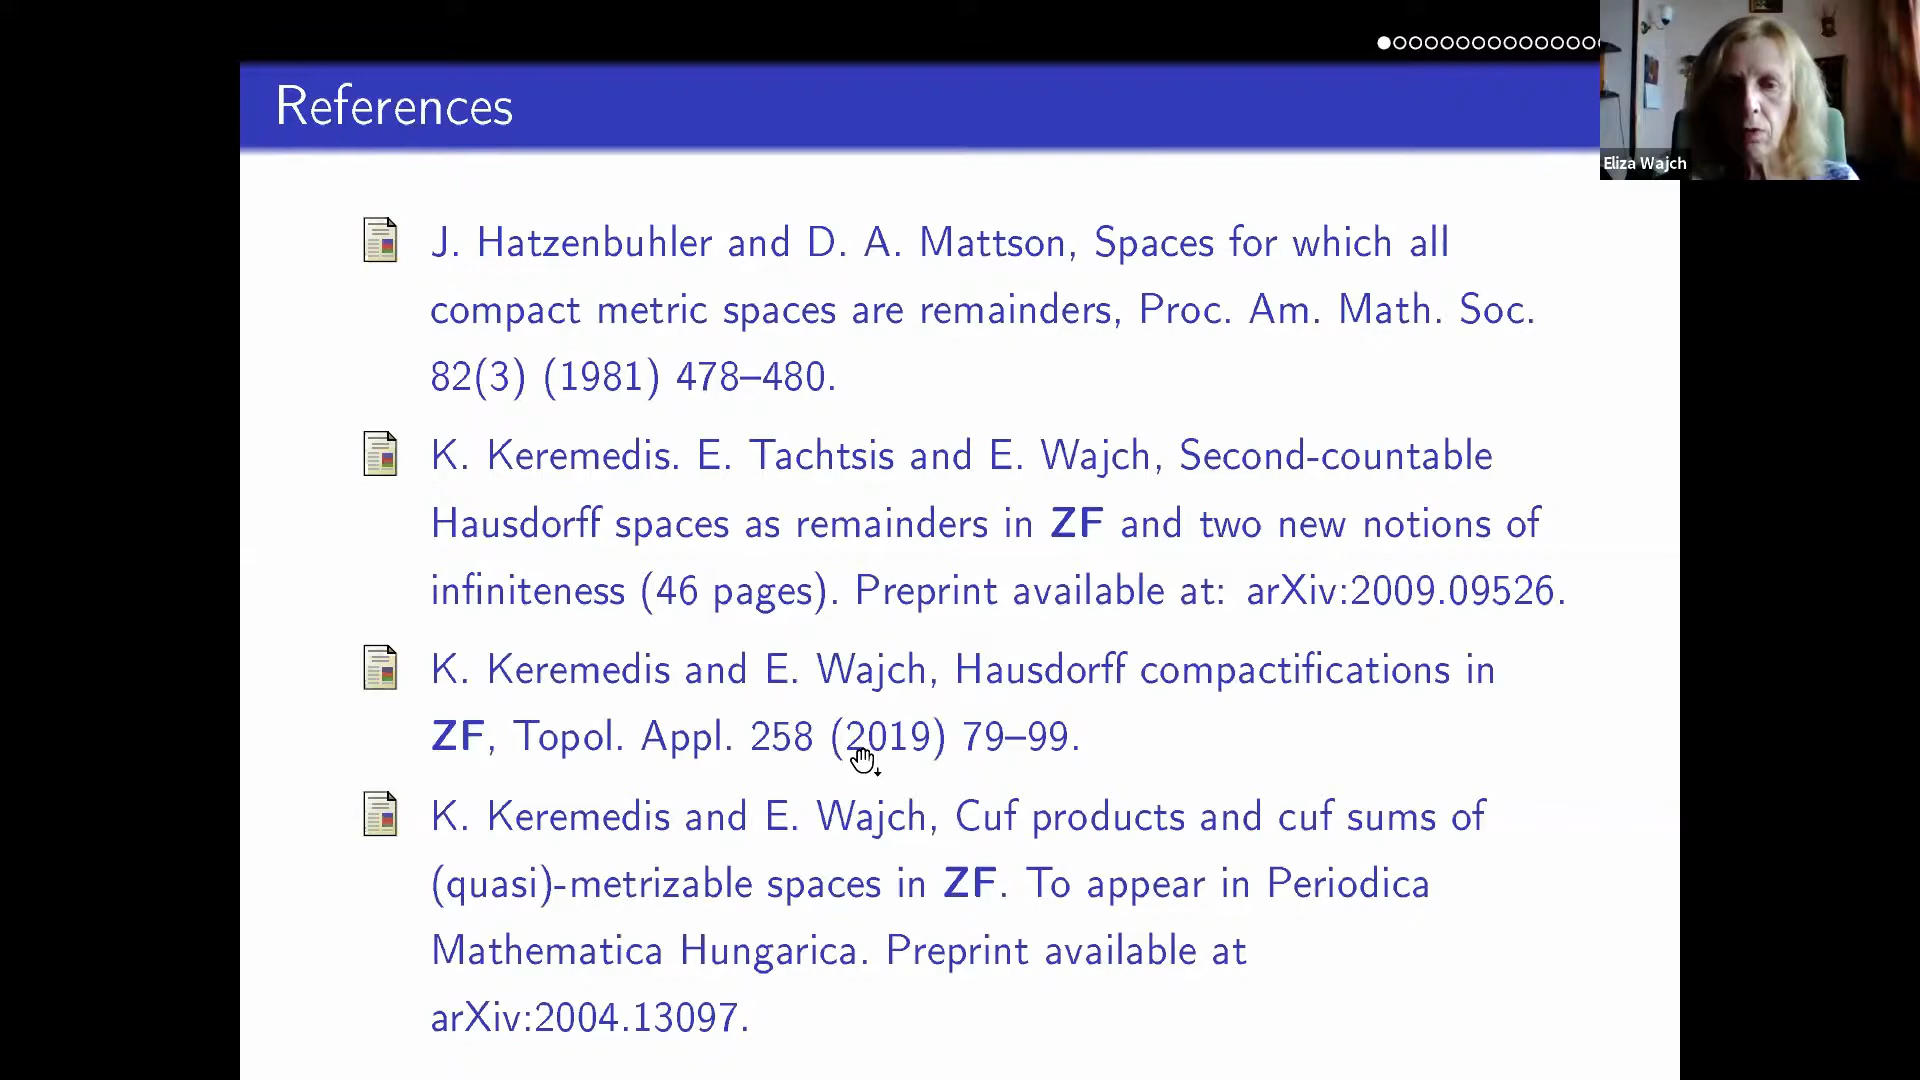 References
Eliza Wajch
J. Hatzenbuhler and D. A. Mattson, Spaces for which all
compact metric spaces are remainders, Proc. Am. Math. Soc.
82(3) (1981) 478–480.
K. Keremedis. E. Tachtsis and E. Wajch, Second-countable
Hausdorff spaces as remainders in ZF and two new notions of
infiniteness (46 pages). Preprint available at: arXiv:2009.09526.
K. Keremedis and E. Wajch, Hausdorff compactifications in
ZF, Topol. Appl. 258 (2019) 79–99.
K. Keremedis and E. Wajch, Cuf products and cuf sums of
(quasi)-metrizable spaces in ZF. To appear in Periodica
Mathematica Hungarica. Preprint available at
arXiv:2004.13097.